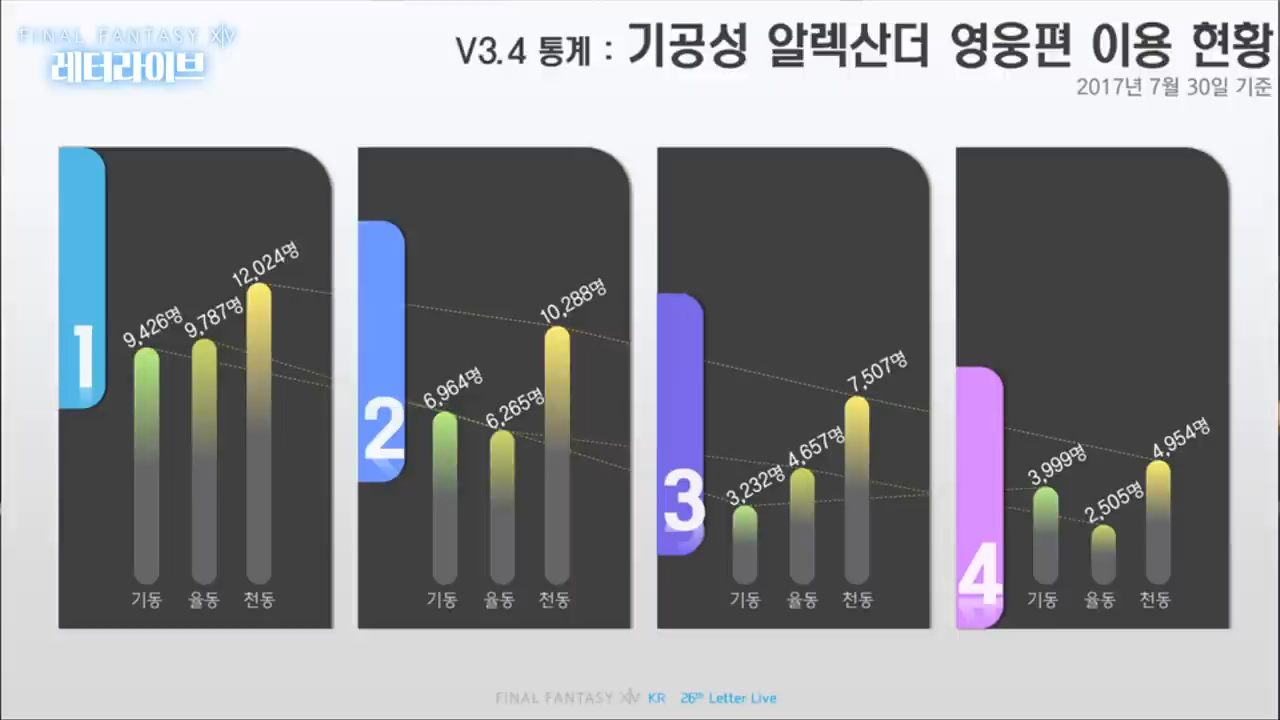 FINAL FANTASY XIV
레터라이브
V3.4 통계 : 기공성 알렉산더 영웅편 이용 현황
2017년 7월 30일 기준
1
9,426명
9,787명
12,024명
기동
율동
천동
2
6,964명
6,265명
10,288명
기동
율동
천동
3
3,232명
4,657명
7,507명
기동
율동
천동
4
3,999명
2,505명
4,954명
기동
율동
천동
FINAL FANTASY XIV KR 26th Letter Live